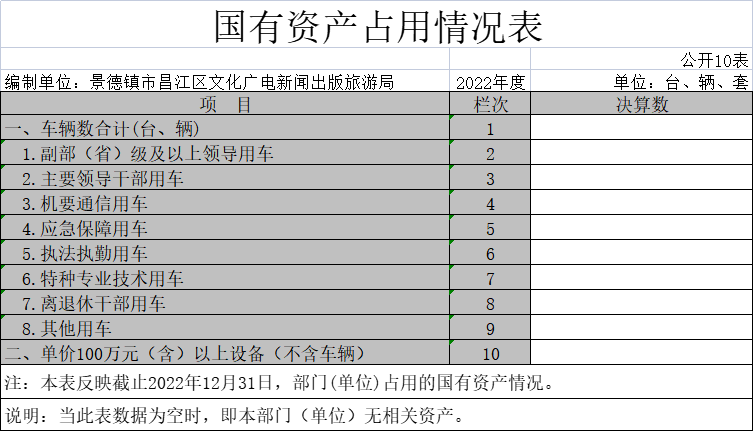 国有资产占用情况表
公开10表
编制单位：景德镇市昌江区文化广电新闻出版旅游局 2022年度 单位：台、辆、套
项 目 栏次 决算数
一、车辆数合计(台、辆) 1
1.副部（省）级及以上领导用车 2
2.主要领导干部用车 3
3.机要通信用车 4
4.应急保障用车 5
5.执法执勤用车 6
6.特种专业技术用车 7
7.离退休干部用车 8
8.其他用车 9
二、单价100万元（含）以上设备（不含车辆） 10
注：本表反映截止2022年12月31日，部门(单位)占用的国有资产情况。
说明：当此表数据为空时，即本部门（单位）无相关资产。